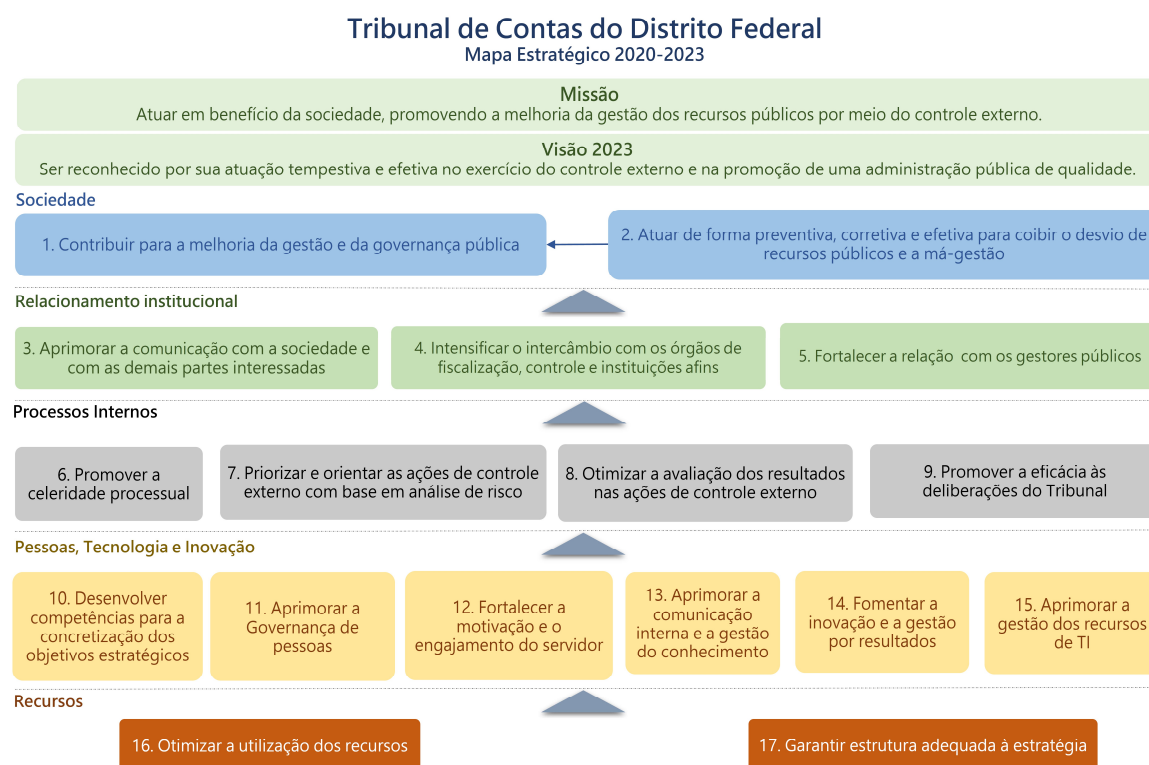 Tribunal de Contas do Distrito Federal
Mapa Estratégico 2020-2023
Missão
Atuar em benefício da sociedade, promovendo a melhoria da gestão dos recursos públicos por meio do controle externo.
Visão 2023
Ser reconhecido por sua atuação tempestiva e efetiva no exercício do controle externo e na promoção de uma administração pública de qualidade.
Sociedade
1. Contribuir para a melhoria da gestão e da governança pública
2. Atuar de forma preventiva, corretiva e efetiva para coibir o desvio de
recursos públicos e a má-gestão
Relacionamento institucional
3. Aprimorar a comunicação com a sociedade e
com as demais partes interessadas
4. Intensificar o intercâmbio com os órgãos de
fiscalização, controle e instituições afins
5. Fortalecer a relação com os gestores públicos
Processos Internos
6. Promover a
celeridade processual
7. Priorizar e orientar as ações de controle
externo com base em análise de risco
8. Otimizar a avaliação dos resultados
nas ações de controle externo
9. Promover a eficácia às
deliberações do Tribunal
Pessoas, Tecnologia e Inovação
10. Desenvolver
competências para a
concretização dos
objetivos estratégicos
11. Aprimorar a
Governança de
pessoas
12. Fortalecer a
motivação e o
engajamento do servidor
13. Aprimorar a
comunicação
interna e a gestão
do conhecimento
14. Fomentar a
inovação e a gestão
por resultados
15. Aprimorar a
gestão dos recursos
de TI
Recursos
16. Otimizar a utilização dos recursos
17. Garantir estrutura adequada à estratégia